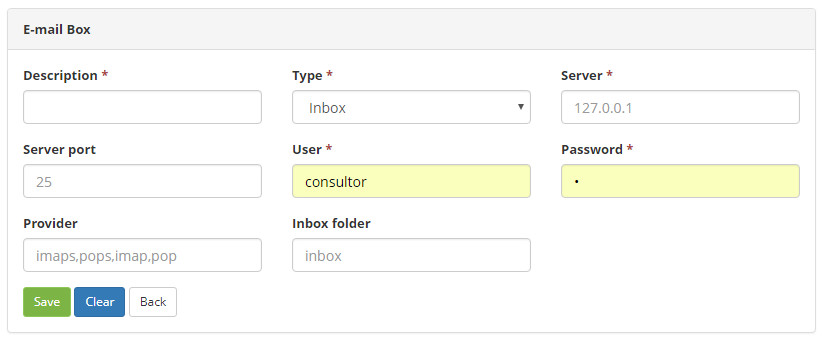 E-mail Box
Description * Type * Server *
Inbox 127.0.0.1
Server port User * Password *
25 consultor •
Provider Inbox folder
imaps,pops,imap,pop inbox
Save Clear Back